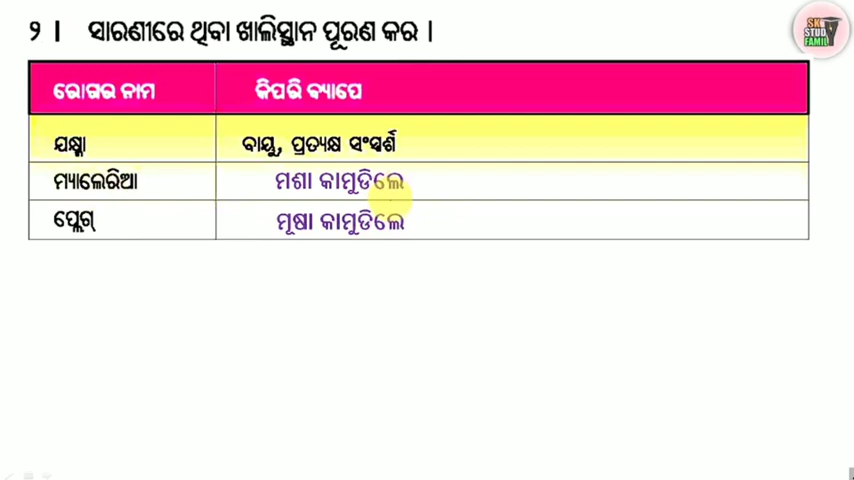 ୨ । ସାରଣୀରେ ଥିବା ଖାଲିସ୍ଥାନ ପୂରଣ କର ।
ରୋଗର ନାମ କିପରି ବ୍ୟାପେ
ଯକ୍ଷ୍ମା ବାୟୁ, ପ୍ରତ୍ୟକ୍ଷ ସଂସ୍ପର୍ଶ
ମ୍ୟାଲେରିଆ ମଶା କାମୁଡିଲେ
ପ୍ଲେଗ୍ ମୂଷା କାମୁଡିଲେ
SK
STUDY
FAMILY